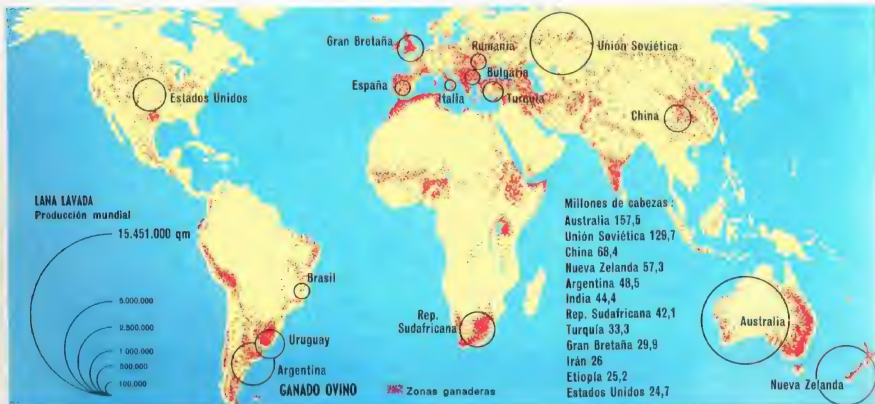 Gran Bretaña
Rumania
Unión Soviética
Bulgaria
España
Italia
Turquía
Estados Unidos
China
LANA LAVADA
Producción mundial
15.451.000 qm
5.000.000
2.500.000
1 000.000
500.000
100.000
Brasil
Uruguay
Argentina
GANADO OVINO
Zonas ganaderas
Rep.
Sudafricana
Millones de cabezas:
Australia 157,6
Unión Soviética 129,7
China 68,4
Nueva Zelanda 57,3
Argentina 48,5
India 44,4
Rep. Sudafricana 42,1
Turquía 33,3
Gran Bretaña 29,9
Irán 26
Etiopía 25,2
Estados Unidos 24,7
Australia
Nueva Zelanda